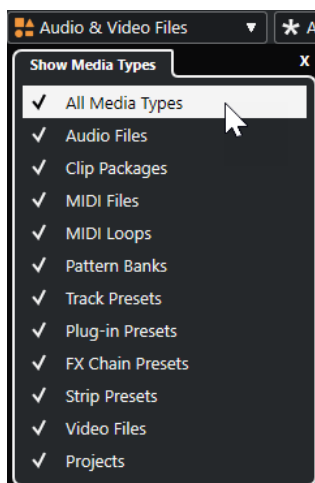 Audio & Video Files ▼ A
Show Media Types X
✓ All Media Types
✓ Audio Files
✓ Clip Packages
✓ MIDI Files
✓ MIDI Loops
✓ Pattern Banks
✓ Track Presets
✓ Plug-in Presets
✓ FX Chain Presets
✓ Strip Presets
✓ Video Files
✓ Projects